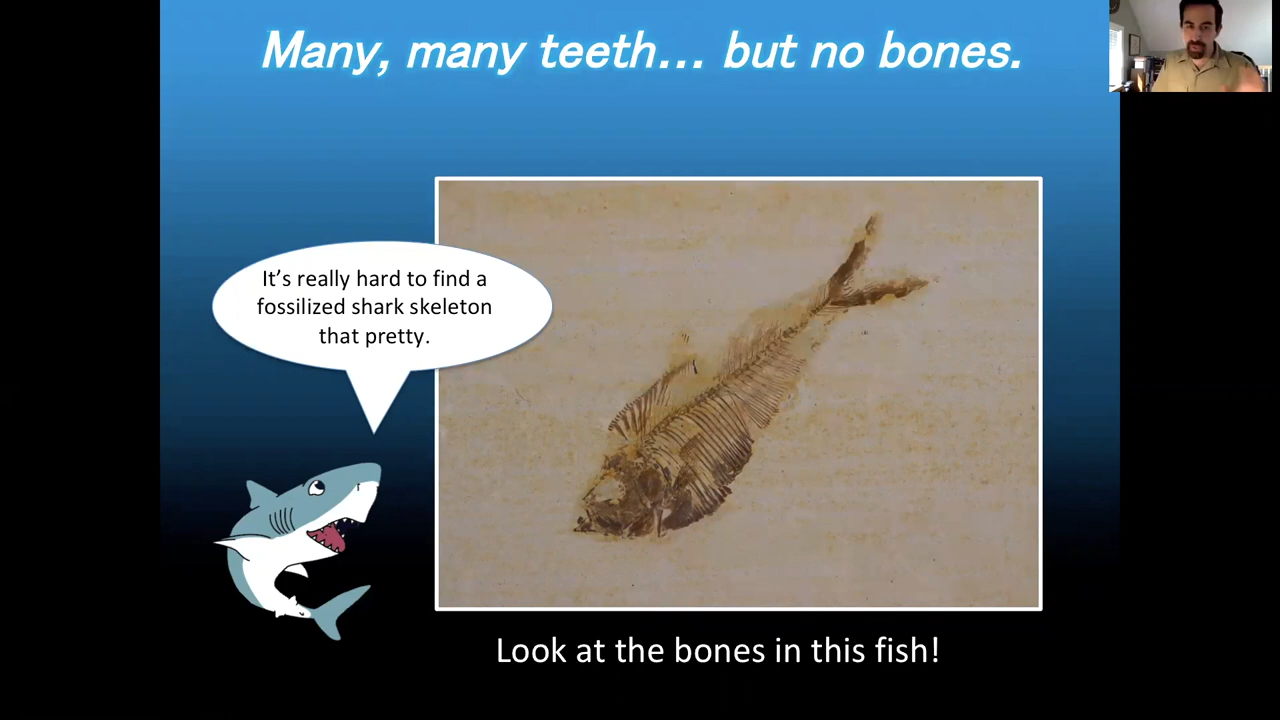 Many, many teeth... but no bones.
It's really hard to find a
fossilized shark skeleton
that pretty.
Look at the bones in this fish!